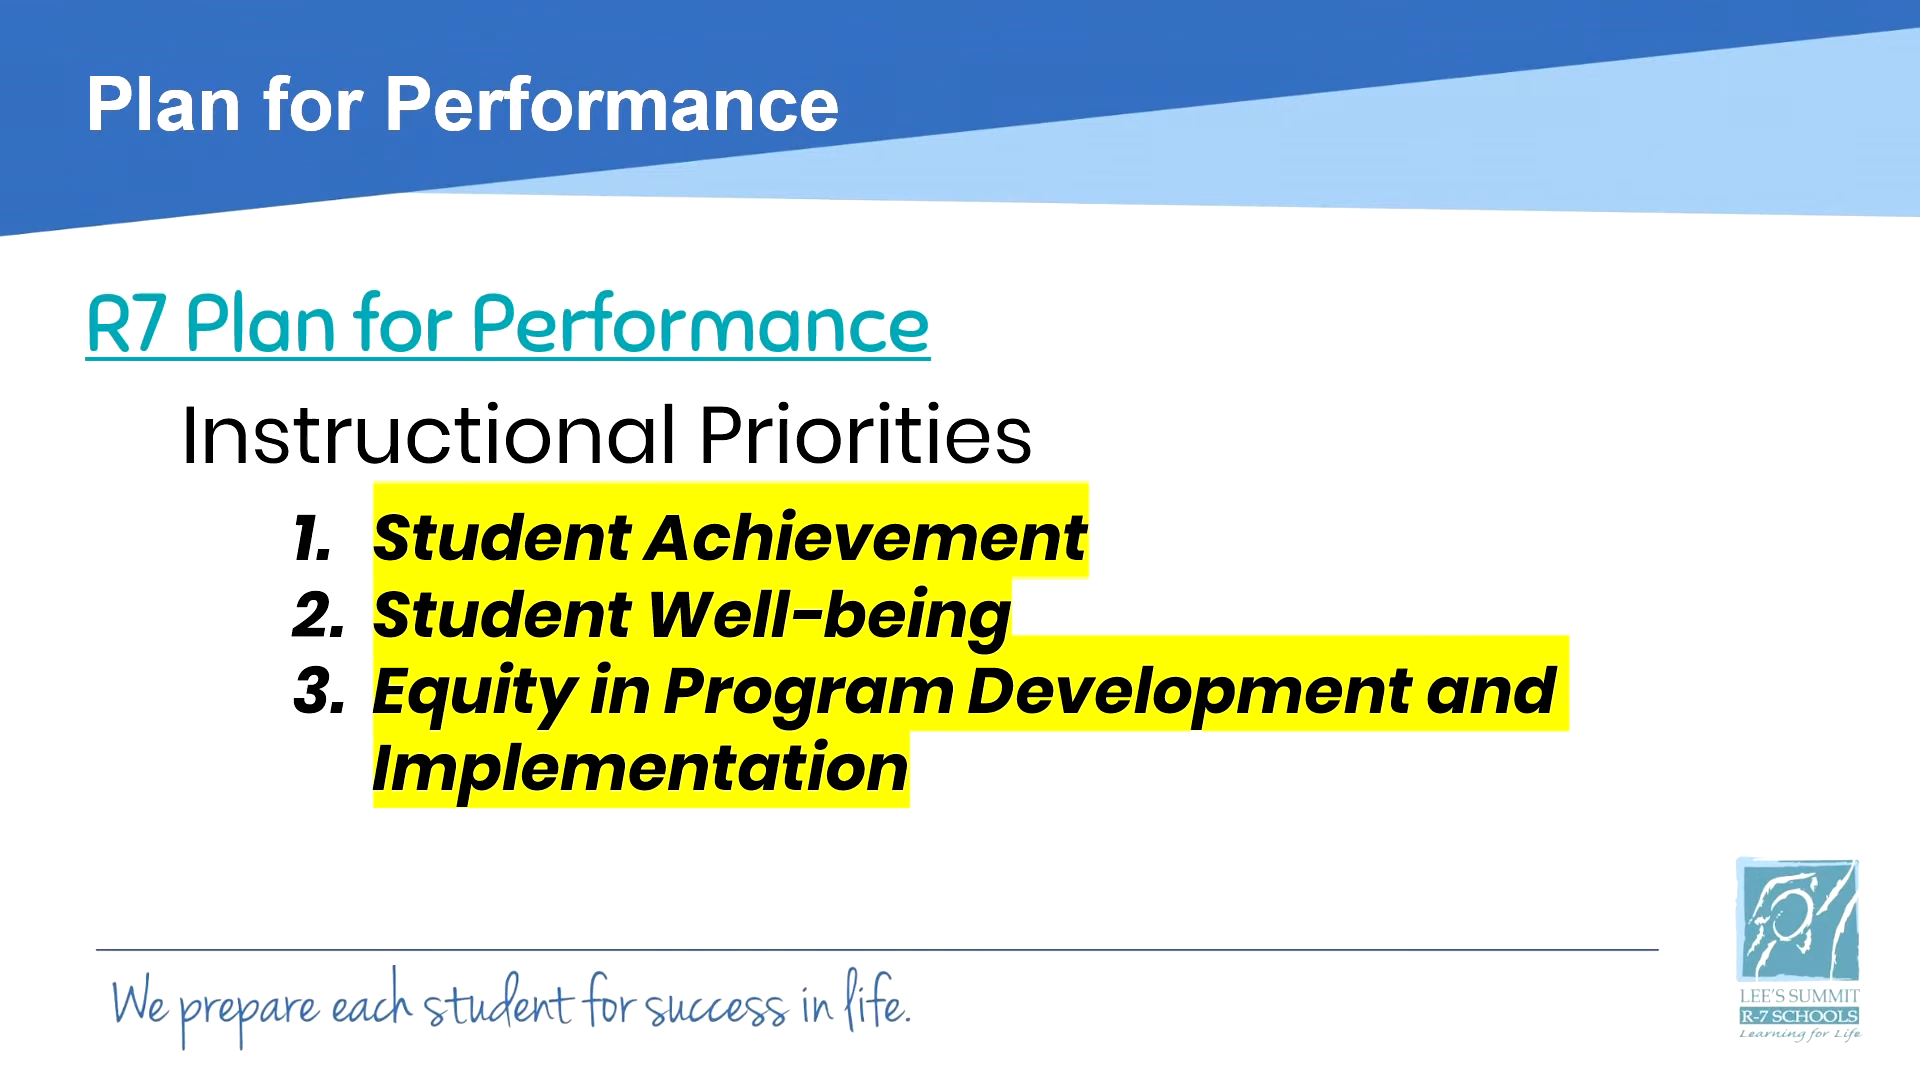 Plan for Performance
R7 Plan for Performance
Instructional Priorities
1. Student Achievement
2. Student Well-being
3. Equity in Program Development and
Implementation
We prepare each student for success in life.
LEE'S SUMMIT
R-7 SCHOOLS
Learning for Life